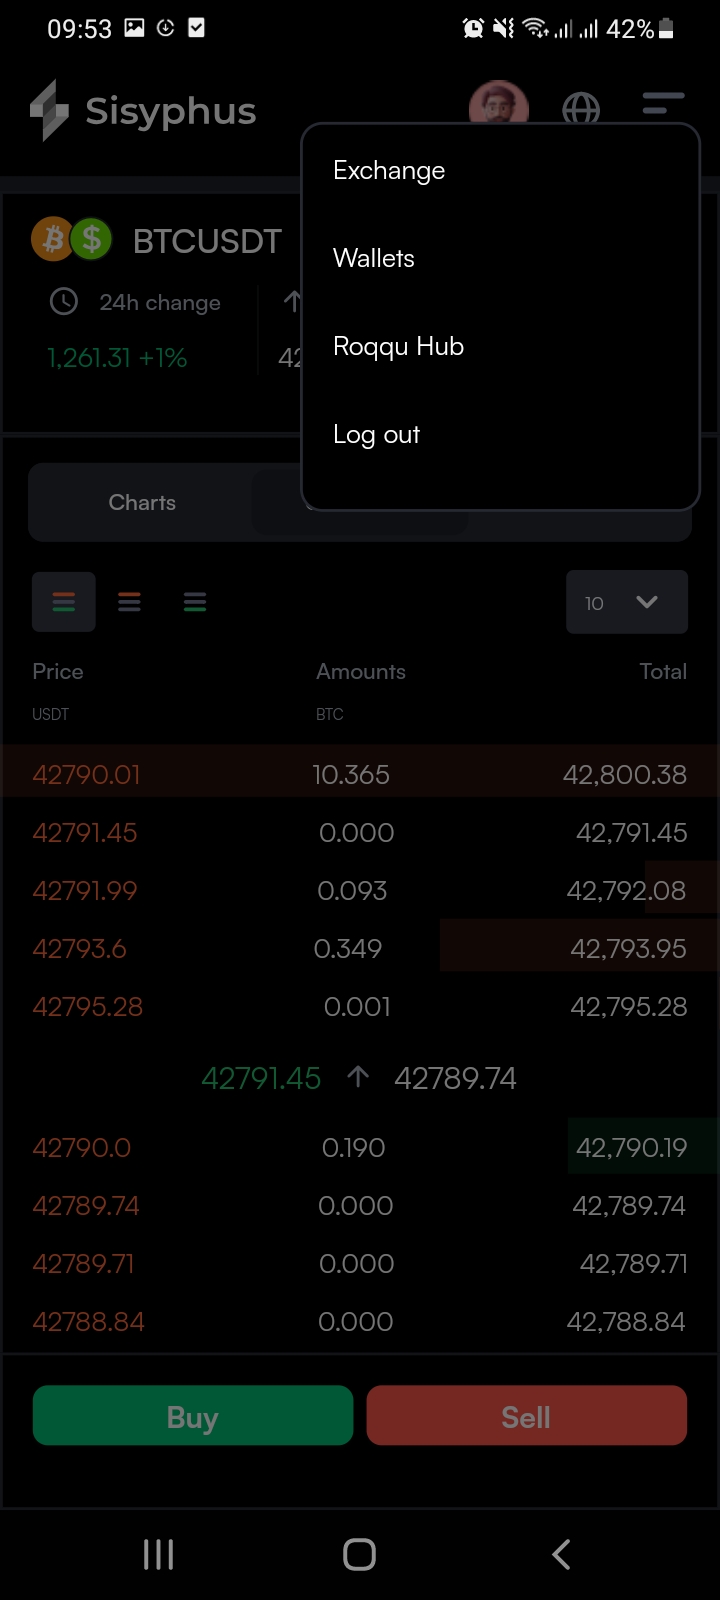 09:53 42%
Sisyphus
Exchange
Wallets
Roqqu Hub
Log out
BTCUSDT
24h change
1,261.31 +1% 42
Charts
10
Price Amounts Total
USDT BTC
42790.01 10.365 42,800.38
42791.45 0.000 42,791.45
42791.99 0.093 42,792.08
42793.6 0.349 42,793.95
42795.28 0.001 42,795.28
42791.45 42789.74
42790.0 0.190 42,790.19
42789.74 0.000 42,789.74
42789.71 0.000 42,789.71
42788.84 0.000 42,788.84
Buy Sell